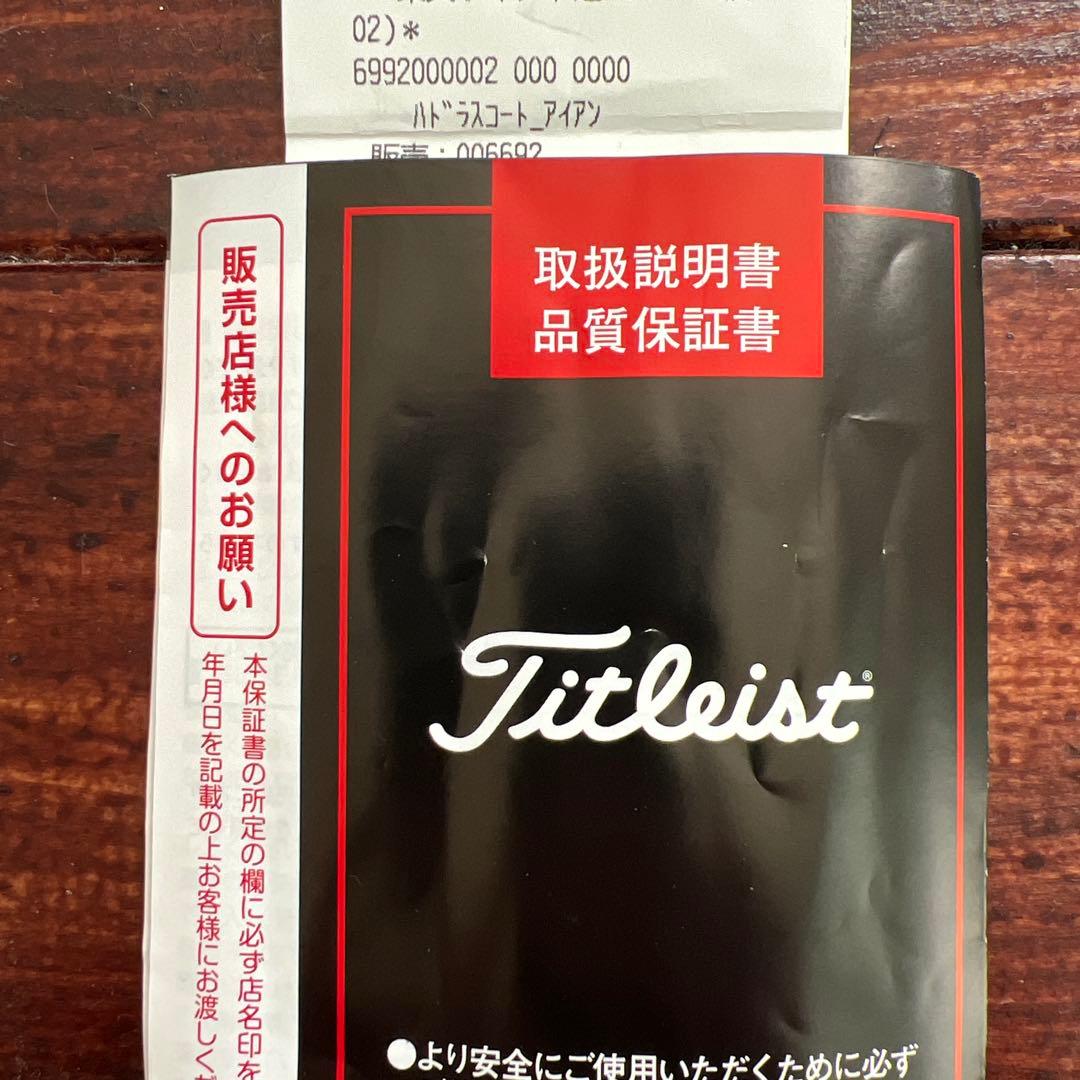 02)*
6992000002 000 0000
ﾊﾄﾞﾗｽｺｰﾄ_ｱｲｱﾝ
販売:006692
取扱説明書
品質保証書
販売店様へのお願い
本保証書の所定の欄に必ず店名印を
年月日を記載の上お客様にお渡しくだ
Titleist®
●より安全にご使用いただくために必ず